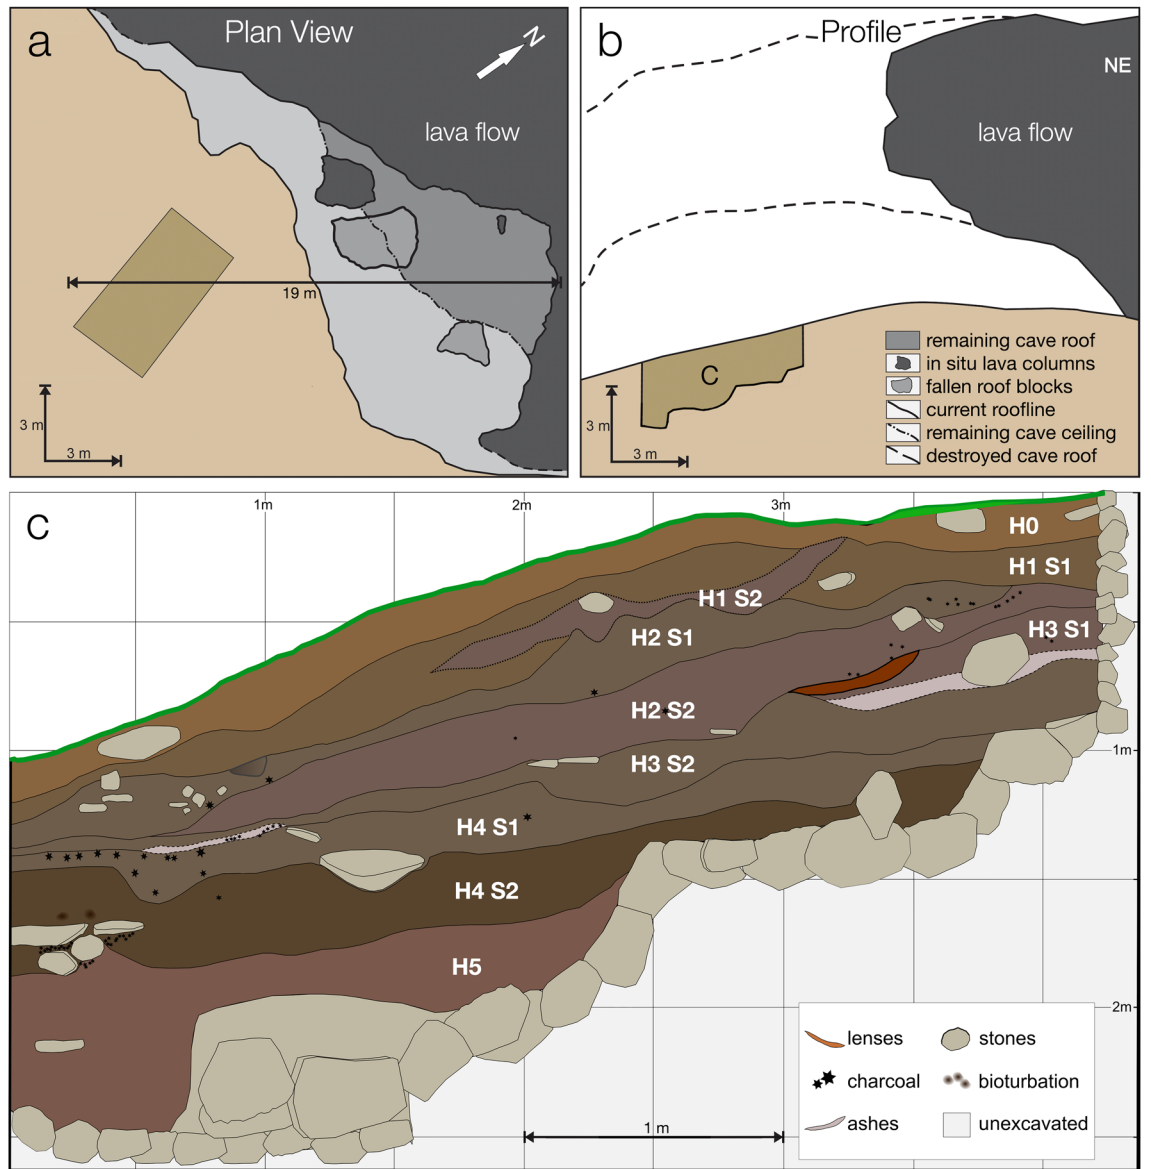 a
Plan View
N
lava flow
19 m
3 m
3 m
b
Profile
NE
lava flow
C
3 m
3 m
remaining cave roof
in situ lava columns
fallen roof blocks
current roofline
remaining cave ceiling
destroyed cave roof
c
1m
2m
3m
H0
H1 S1
H1 S2
H2 S1
H3 S1
H2 S2
1m
H3 S2
H4 S1
H4 S2
H5
2m
lenses
stones
charcoal
bioturbation
ashes
unexcavated
1 m